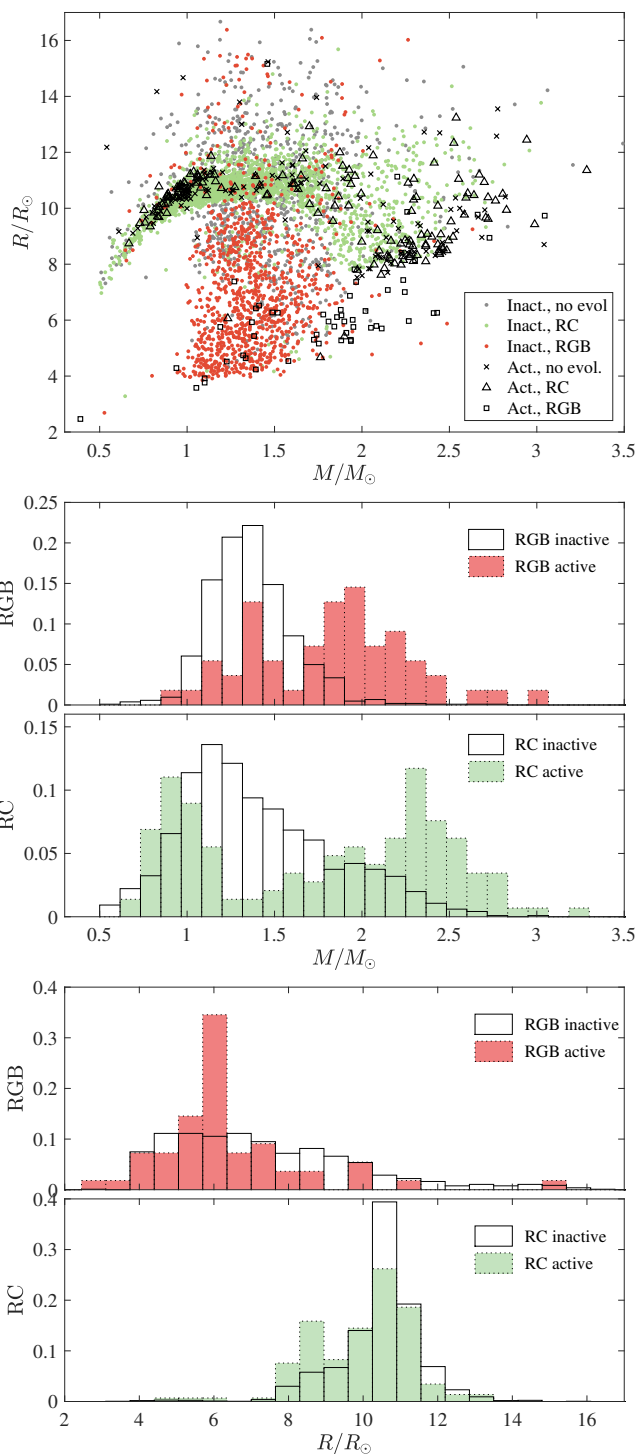 16
14
12
10
8
6
4
2
R/R⊙
Inact., no evol
Inact., RC
Inact., RGB
Act., no evol.
Act., RC
Act., RGB
0.5 1 1.5 2 2.5 3 3.5
M/M⊙
0.25
0.2
0.15
0.1
0.05
0
RGB
RGB inactive
RGB active
0.15
0.1
0.05
0
RC
RC inactive
RC active
0.5 1 1.5 2 2.5 3 3.5
M/M⊙
0.4
0.3
0.2
0.1
0
RGB
RGB inactive
RGB active
0.4
0.3
0.2
0.1
0
RC
RC inactive
RC active
2 4 6 8 10 12 14 16
R/R⊙